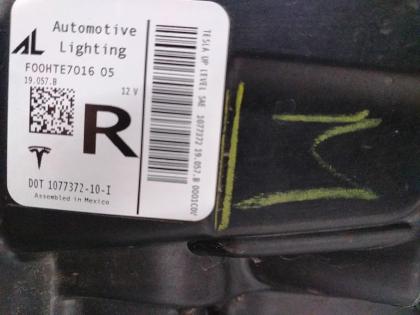 AL
Automotive
Lighting
F00HTE7016 05
19.057.B
12 V
R
DOT 1077372-10-I
Assembled in Mexico
TESLA UP LEVEL SAE 1077372 19.057.B 0001C0V